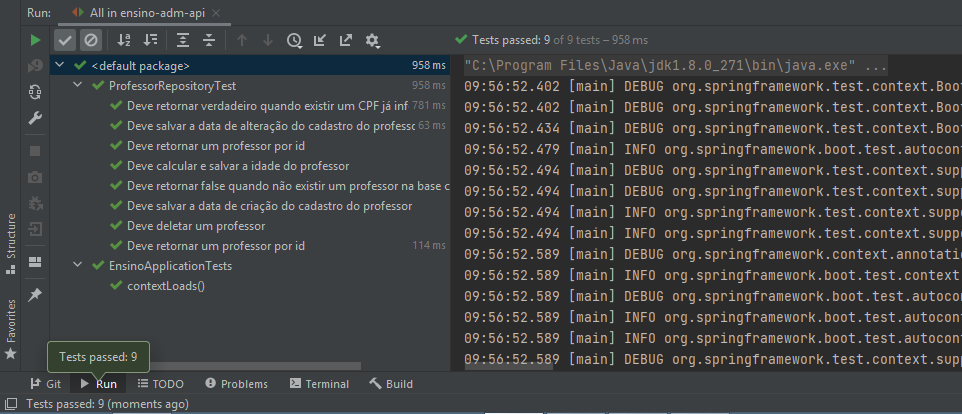 Run: All in ensino-adm-api
Tests passed: 9 of 9 tests – 958 ms
<default package> 958 ms
ProfessorRepositoryTest
Deve retornar verdadeiro quando existir um CPF já inf 781 ms
Deve salvar a data de alteração do cadastro do professo 63 ms
Deve retornar um professor por id
Deve calcular e salvar a idade do professor
Deve retornar false quando não existir um professor na base c
Deve salvar a data de criação do cadastro do professor
Deve deletar um professor
Deve retornar um professor por id 114 ms
EnsinoApplicationTests
contextLoads()
"C:\Program Files\Java\jdk1.8.0_271\bin\java.exe" ...
09:56:52.402 [main] DEBUG org.springframework.test.context.Boot
09:56:52.402 [main] DEBUG org.springframework.test.context.Boot
09:56:52.434 [main] DEBUG org.springframework.test.context.Boot
09:56:52.479 [main] INFO org.springframework.test.autocont
09:56:52.494 [main] DEBUG org.springframework.test.context.supp
09:56:52.494 [main] DEBUG org.springframework.test.context.supp
09:56:52.494 [main] INFO org.springframework.test.context.suppo
09:56:52.494 [main] INFO org.springframework.test.context.suppo
09:56:52.589 [main] DEBUG org.springframework.context.annotatio
09:56:52.589 [main] INFO org.springframework.boot.test.context.
09:56:52.589 [main] DEBUG org.springframework.boot.test.autocon
09:56:52.589 [main] INFO org.springframework.boot.test.autocont
09:56:52.589 [main] INFO org.springframework.boot.test.autocont
09:56:52.589 [main] DEBUG org.springframework.test.context.supp
Structure
Favorites
Tests passed: 9
Git Run TODO Problems Terminal Build
Tests passed: 9 (moments ago)